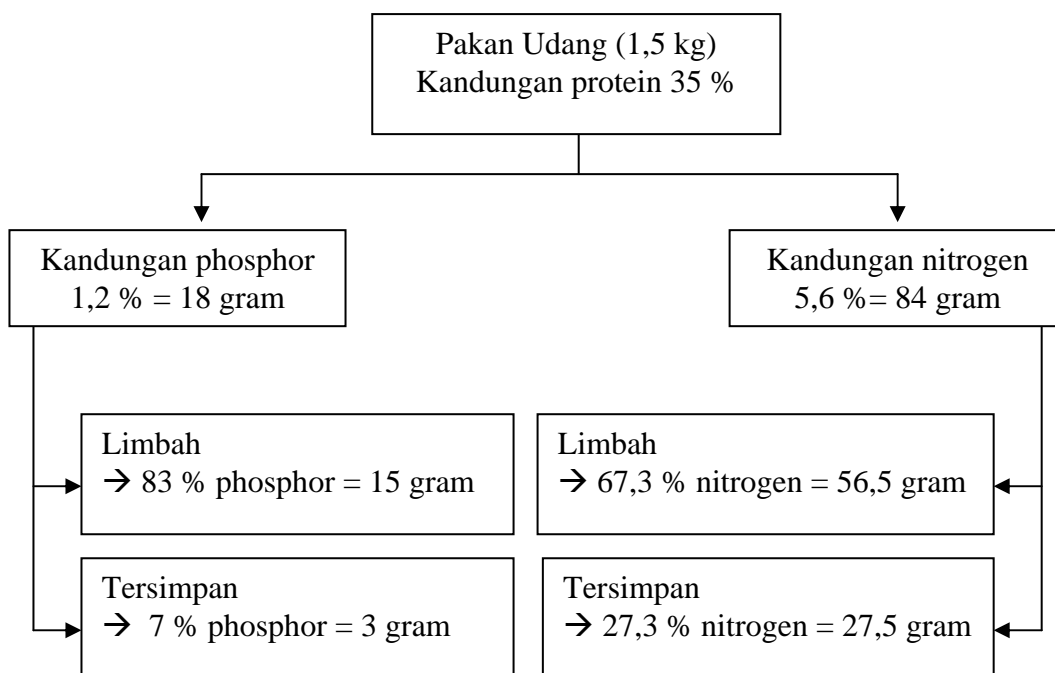 Pakan Udang (1,5 kg)
Kandungan protein 35 %
Kandungan phosphor
1,2 % = 18 gram
Kandungan nitrogen
5,6 %= 84 gram
Limbah
→ 83 % phosphor = 15 gram
Limbah
→ 67,3 % nitrogen = 56,5 gram
Tersimpan
→ 7 % phosphor = 3 gram
Tersimpan
→ 27,3 % nitrogen = 27,5 gram